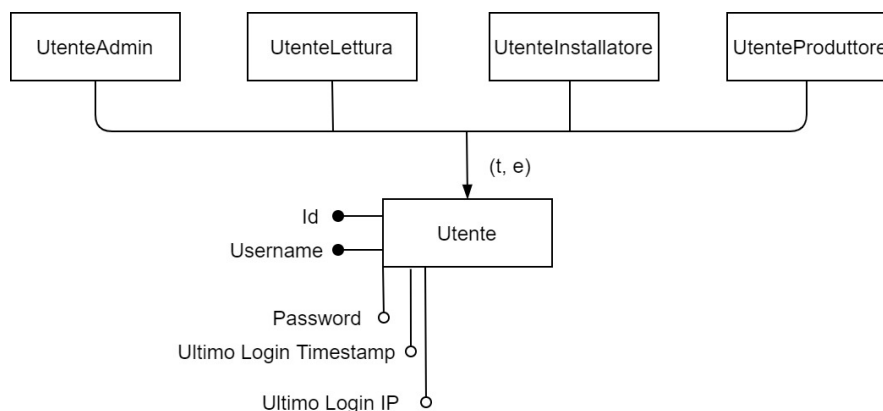 UtenteAdmin
UtenteLettura
UtenteInstallatore
UtenteProduttore
(t, e)
Id
Utente
Username
Password
Ultimo Login Timestamp
Ultimo Login IP